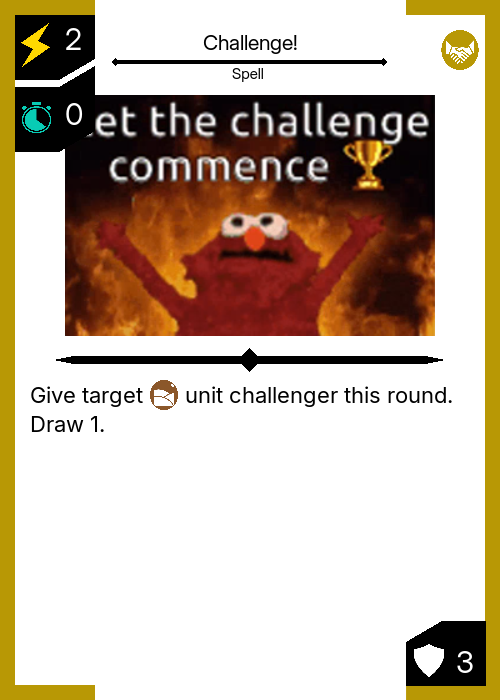 2
Challenge!
Spell
0
et the challenge
commence
Give target unit challenger this round.
Draw 1.
3